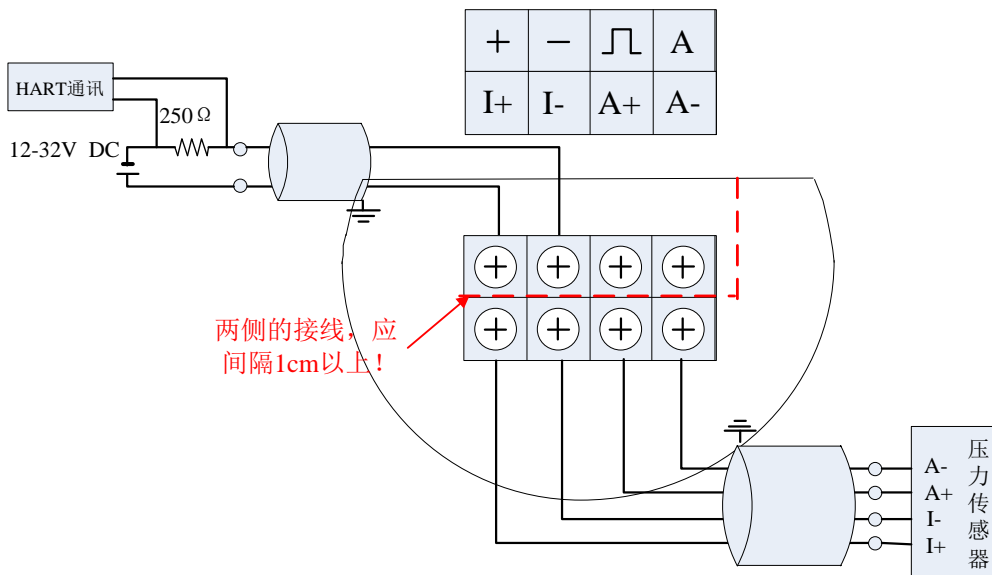 + − ⎍ A
I+ I- A+ A-
HART通讯
250Ω
12-32V DC
两侧的接线，应
间隔1cm以上！
压力传感器
A-
A+
I-
I+